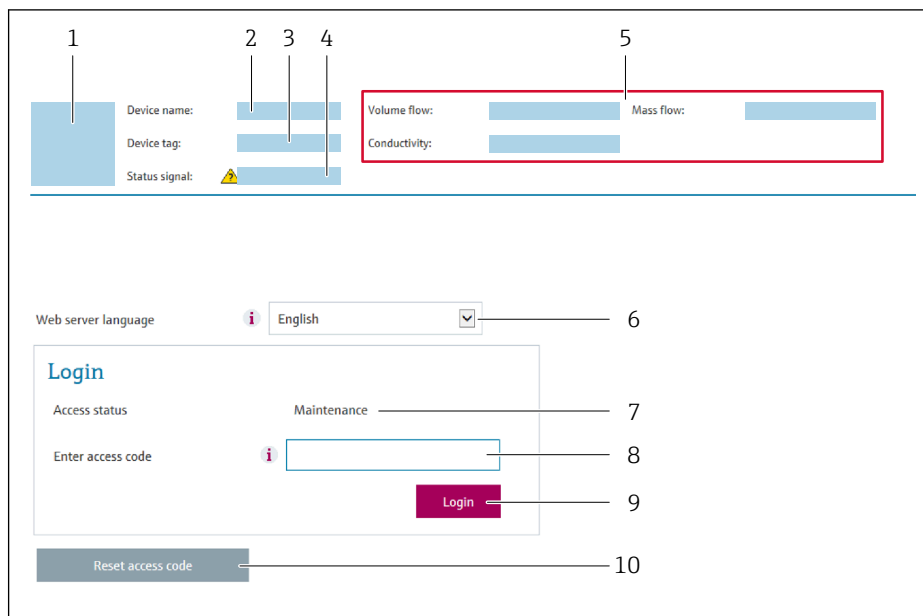 1 2 3 4 5
Device name: Volume flow: Mass flow:
Device tag: Conductivity:
Status signal: ?
Web server language i English 6
Login
Access status Maintenance 7
Enter access code i 8
Login 9
Reset access code 10